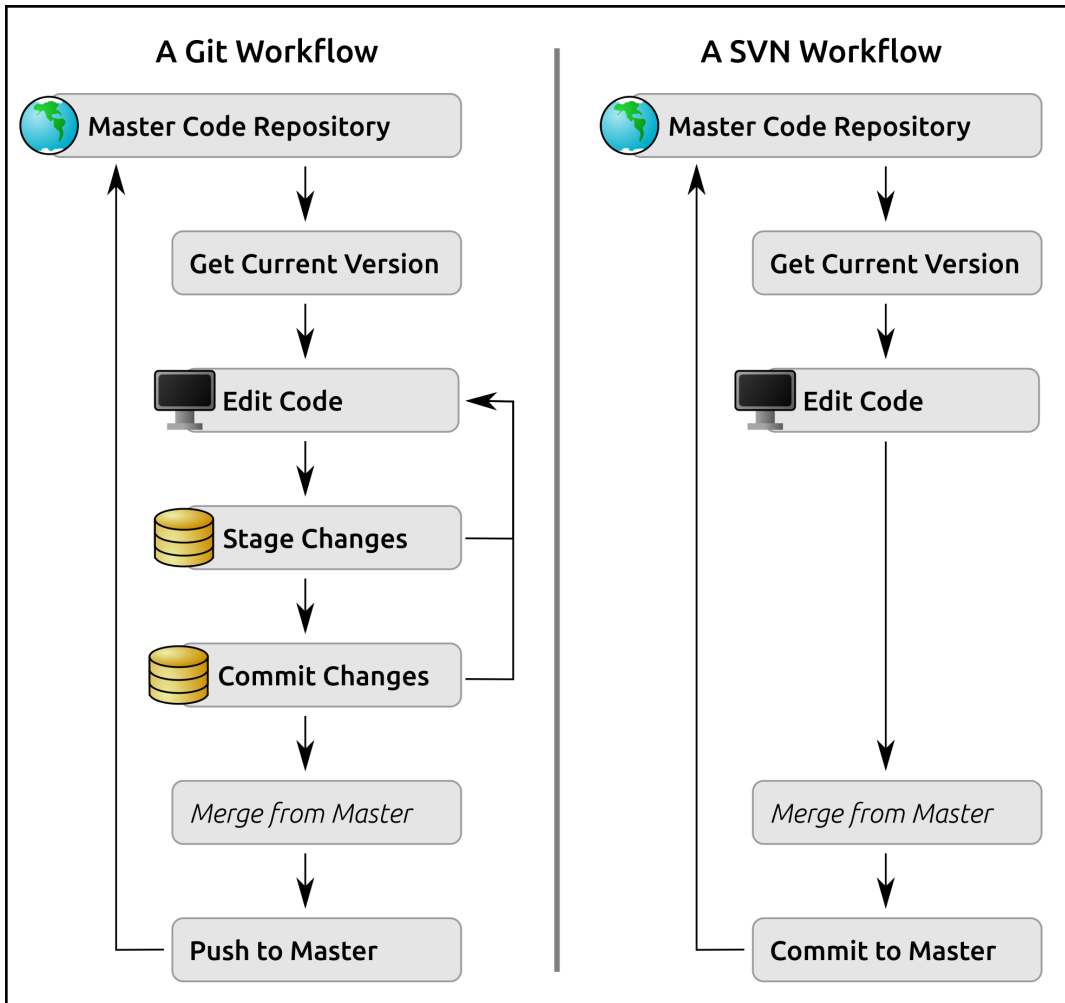 A Git Workflow
Master Code Repository
Get Current Version
Edit Code
Stage Changes
Commit Changes
Merge from Master
Push to Master
A SVN Workflow
Master Code Repository
Get Current Version
Edit Code
Merge from Master
Commit to Master